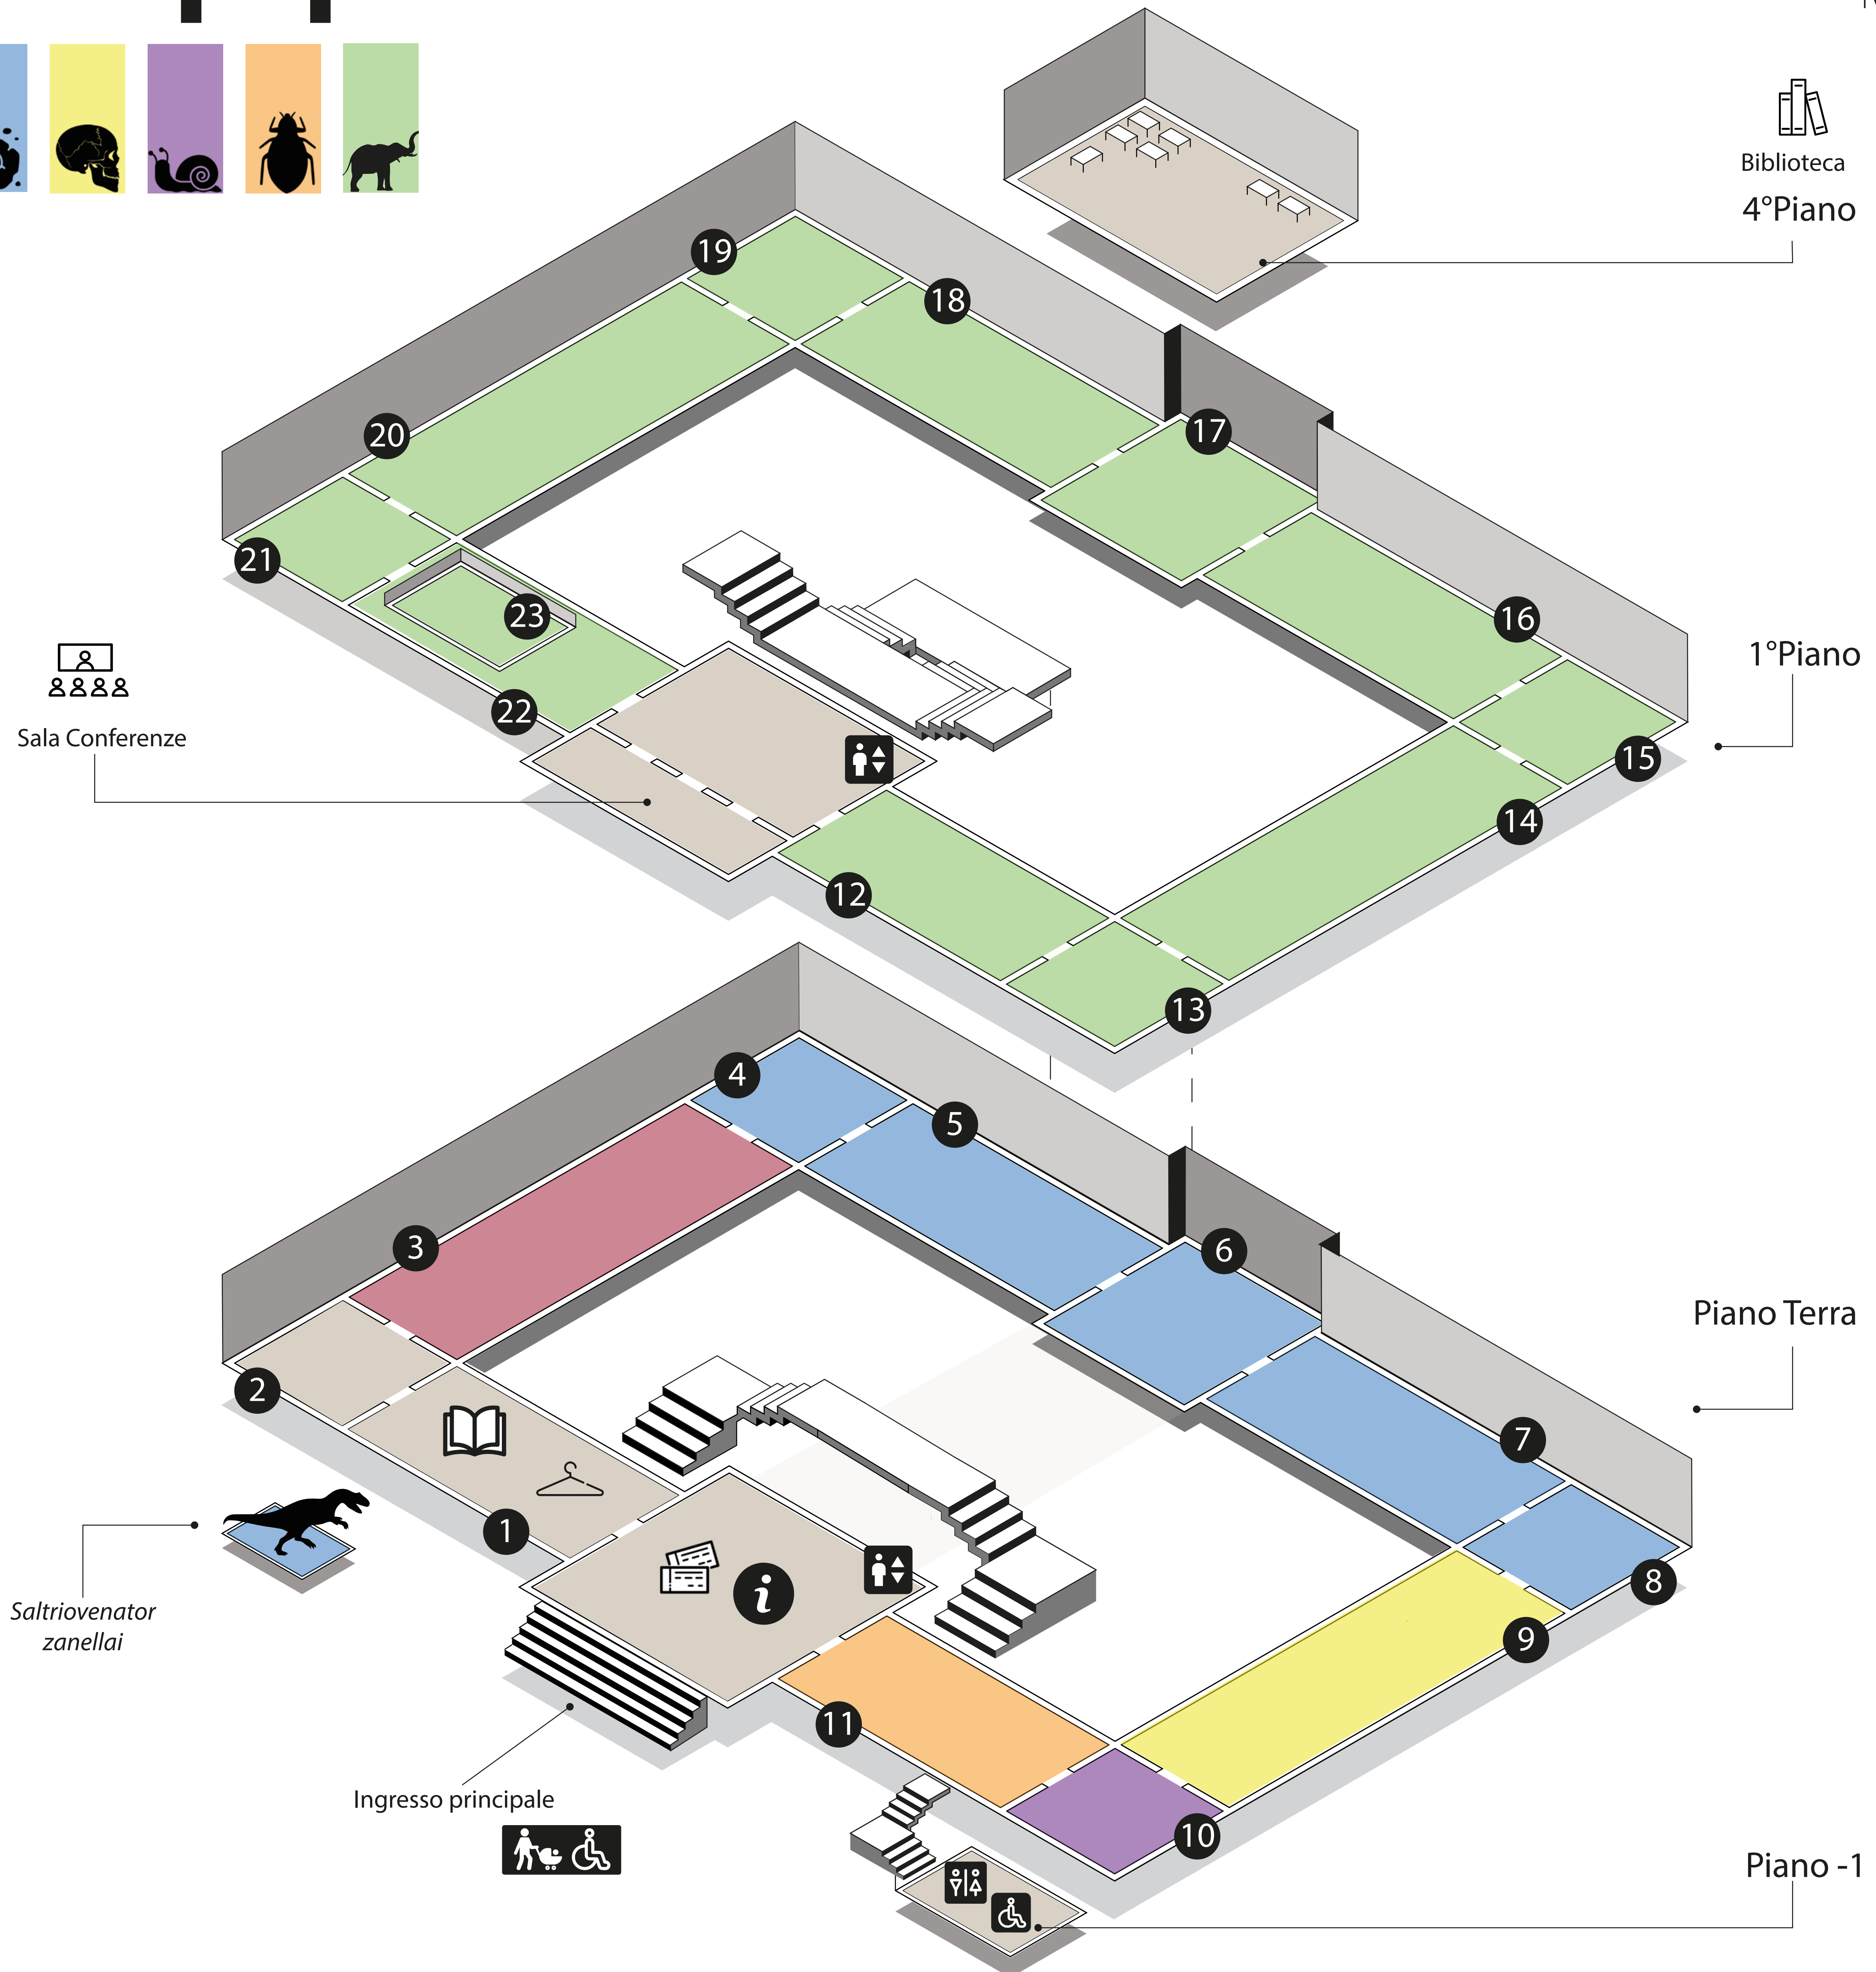 Biblioteca
4°Piano
19
18
17
20
21
23
16
1°Piano
22
Sala Conferenze
15
14
12
13
4
5
3
6
Piano Terra
2
7
1
i
8
Saltriovenator
zanellai
9
11
Ingresso principale
10
Piano -1